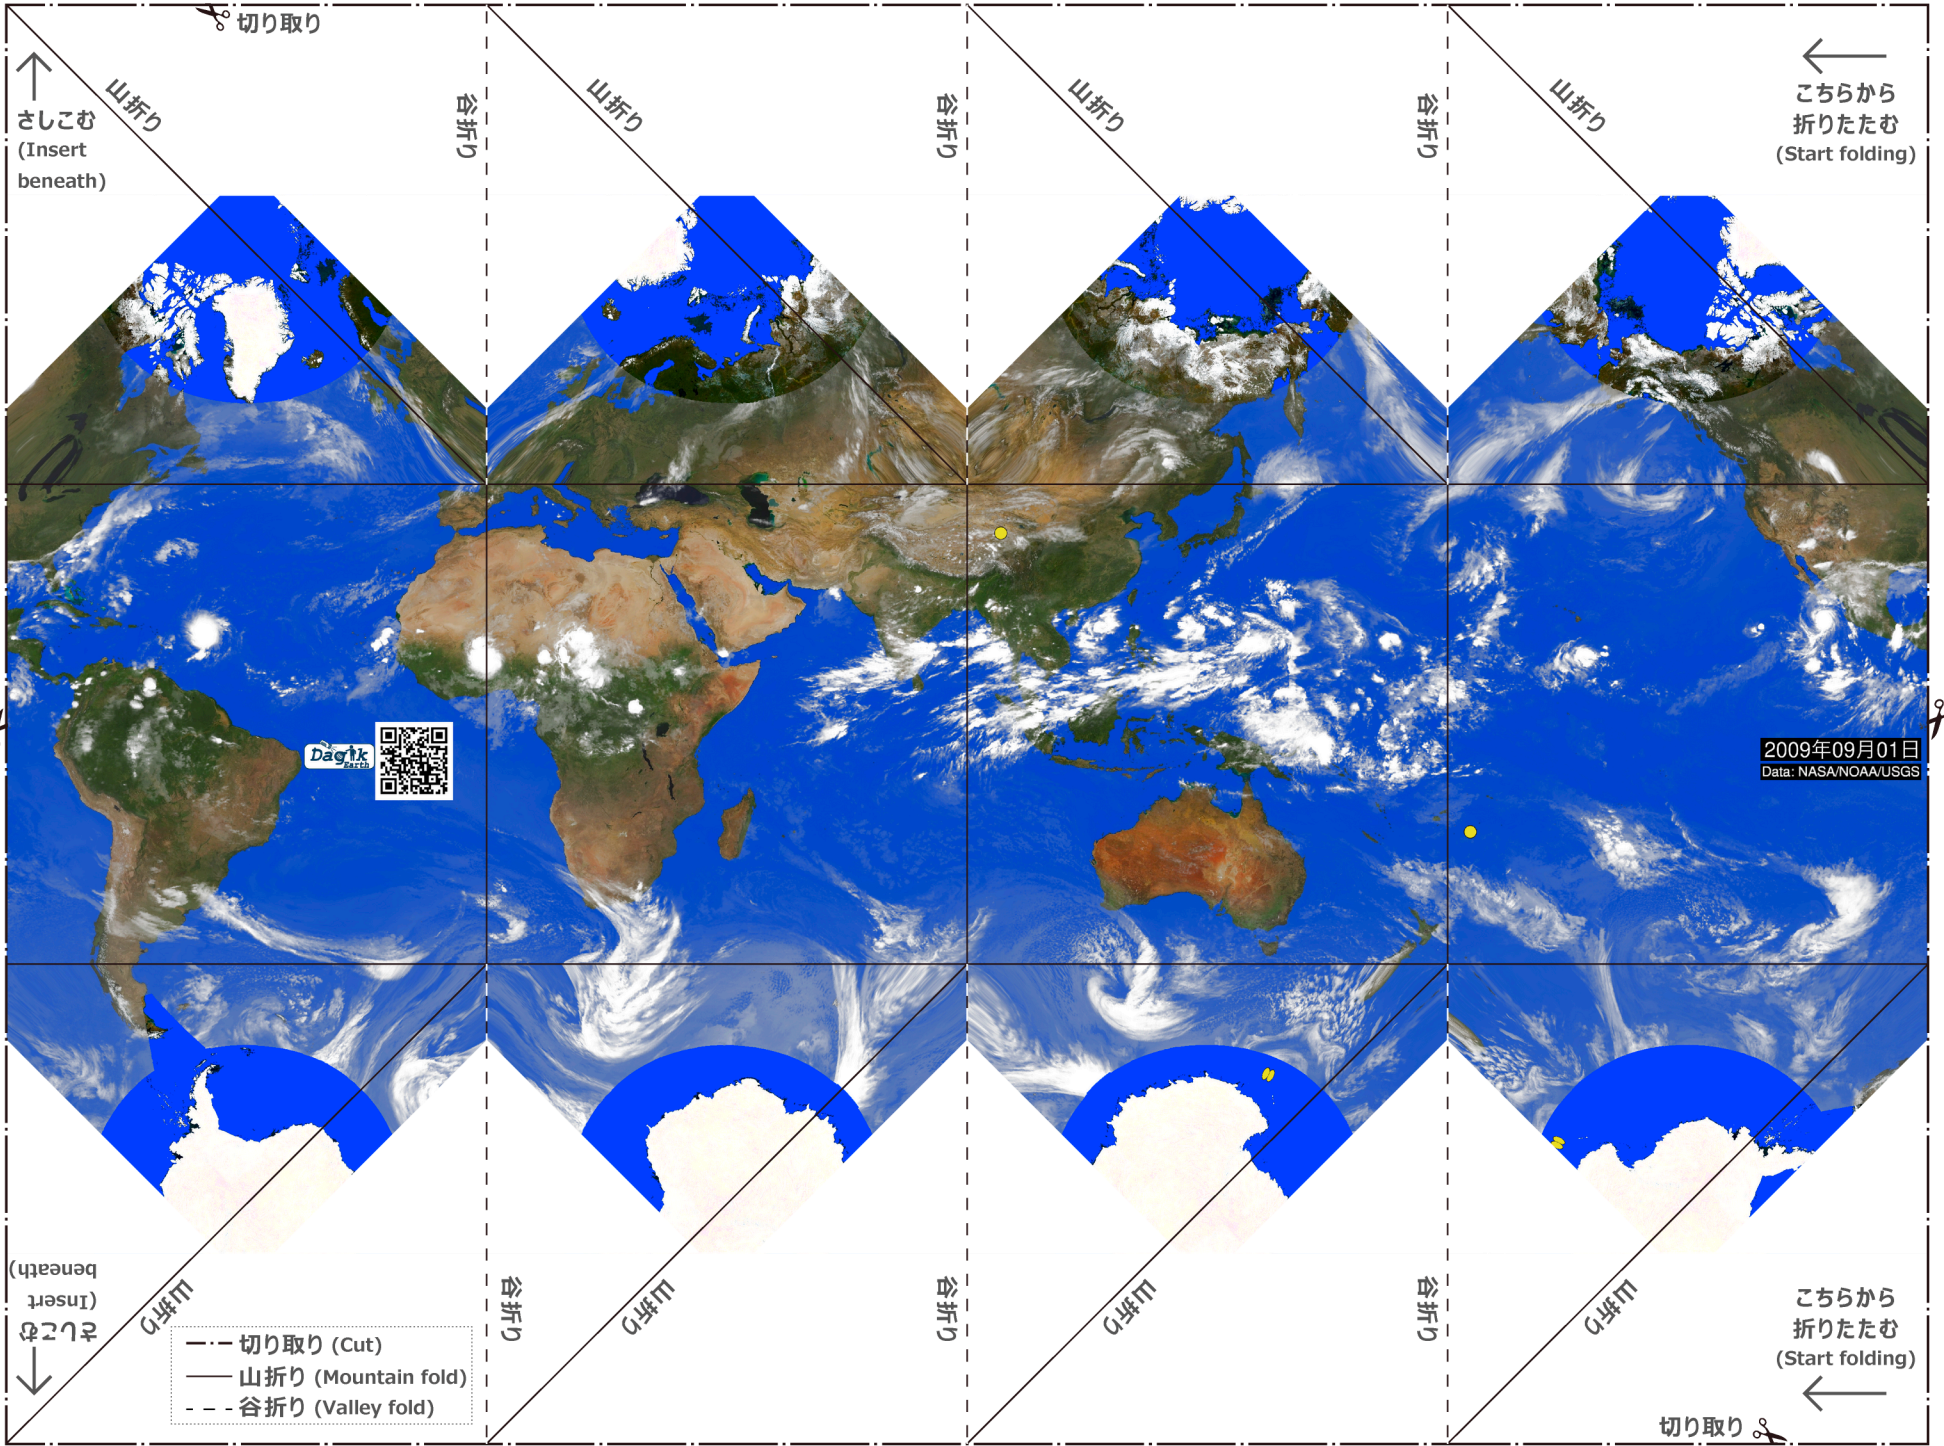 切り取り
さしこむ
(Insert
beneath)
山折り
谷折り
山折り
谷折り
山折り
谷折り
山折り
こちらから
折りたたむ
(Start folding)
Dagik
Earth
2009年09月01日
Data: NASA/NOAA/USGS
さしこむ
(Insert
beneath)
山折り
谷折り
山折り
谷折り
山折り
谷折り
山折り
こちらから
折りたたむ
(Start folding)
切り取り (Cut)
山折り (Mountain fold)
谷折り (Valley fold)
切り取り